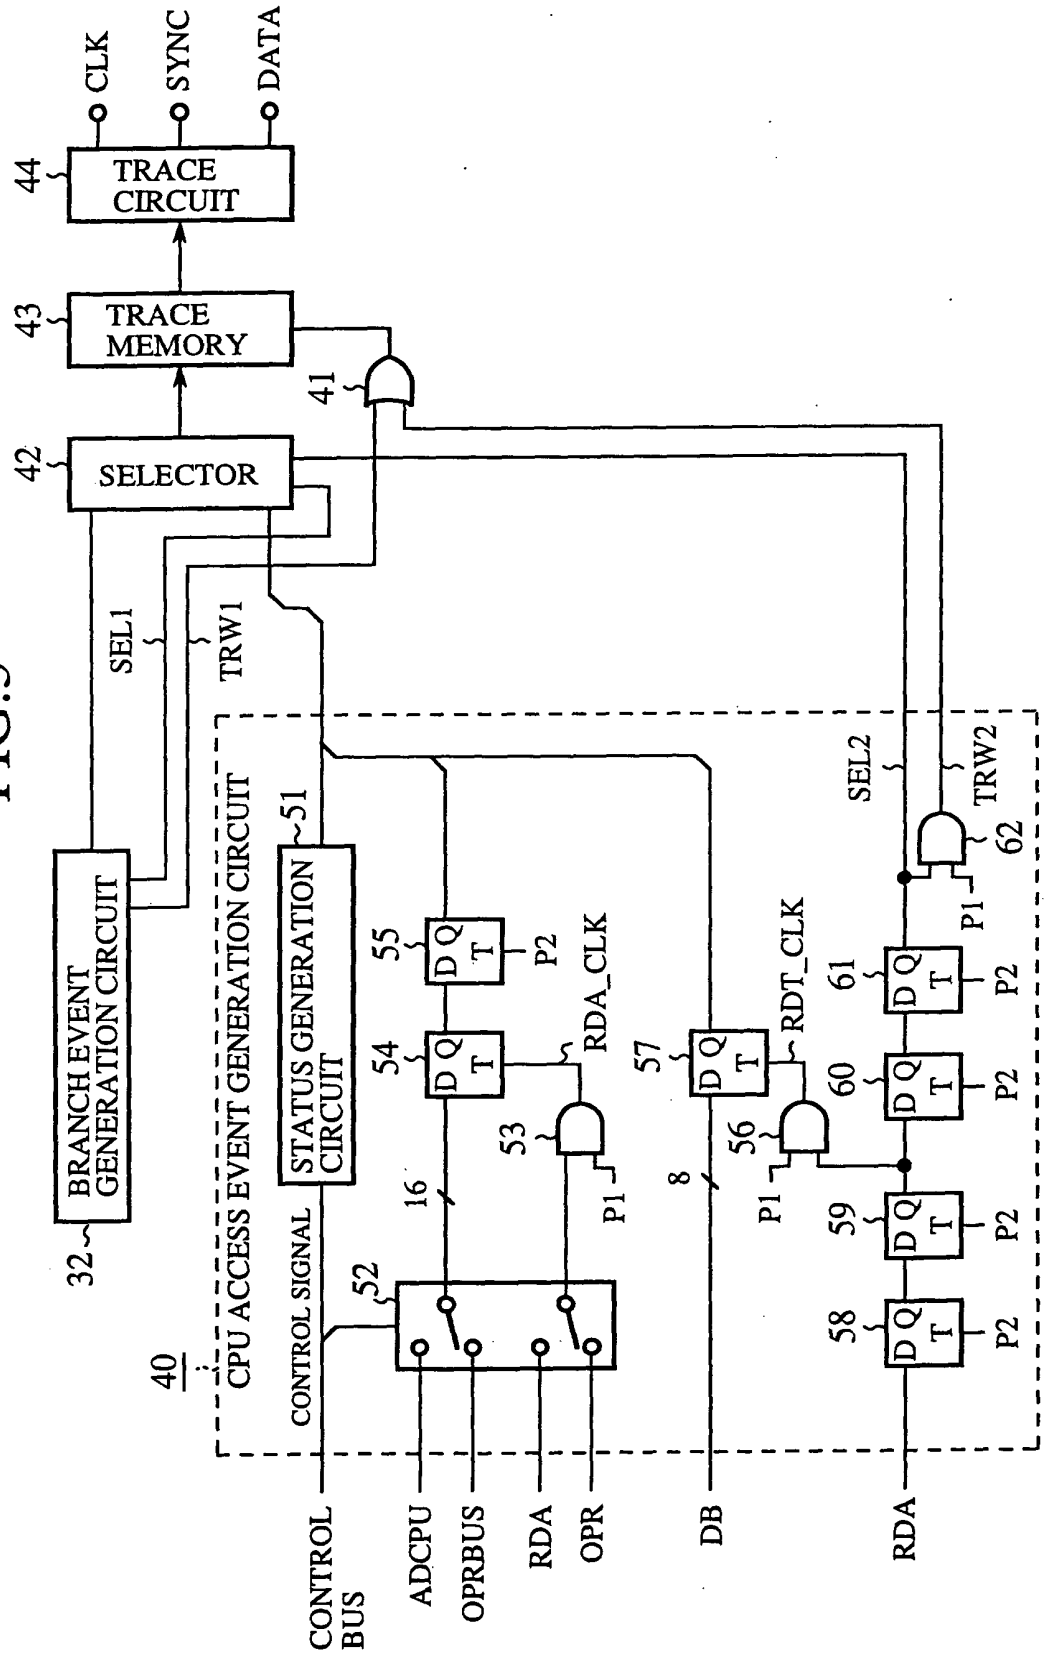 32
BRANCH EVENT
GENERATION CIRCUIT
SEL1
TRW1
42
SELECTOR
43
TRACE
MEMORY
44
TRACE
CIRCUIT
CLK
SYNC
DATA
41
40
CPU ACCESS EVENT GENERATION CIRCUIT
CONTROL
BUS
CONTROL SIGNAL
STATUS GENERATION
CIRCUIT
51
ADCPU
OPRBUS
RDA
OPR
52
16
54
D Q
T
55
D Q
T
P2
53
P1
RDA_CLK
DB
8
57
D Q
T
P1
56
RDT_CLK
RDA
58
D Q
T
P2
59
D Q
T
P2
60
D Q
T
P2
61
D Q
T
P2
P1
62
SEL2
TRW2